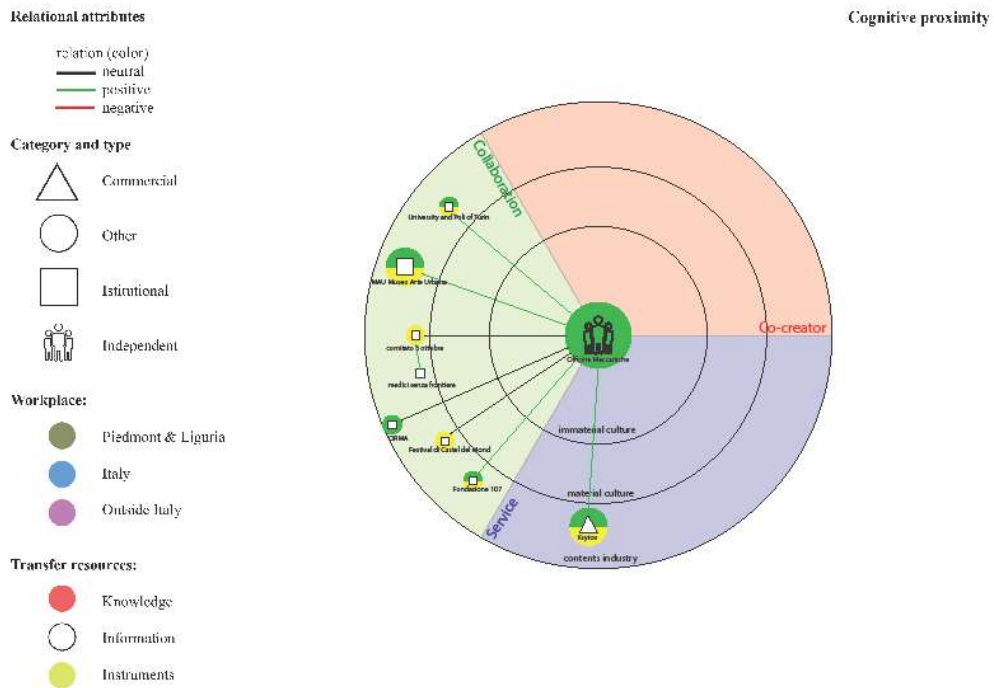 Relational attributes
Cognitive proximity
relation (color)
neutral
positive
negative
Category and type
Commercial
Other
Istitutional
Independent
Workplace:
Piedmont & Liguria
Italy
Outside Italy
Transfer resources:
Knowledge
Information
Instruments
Collaboration
Co-creator
Service
University and Poli of Turin
MAU Museo Arte Urbana
comitato 3 ottobre
medici senza frontiere
CIRMA
Festival di Castel del Mond
Fondazione 107
Officine Meccaniche
immaterial culture
material culture
contents industry